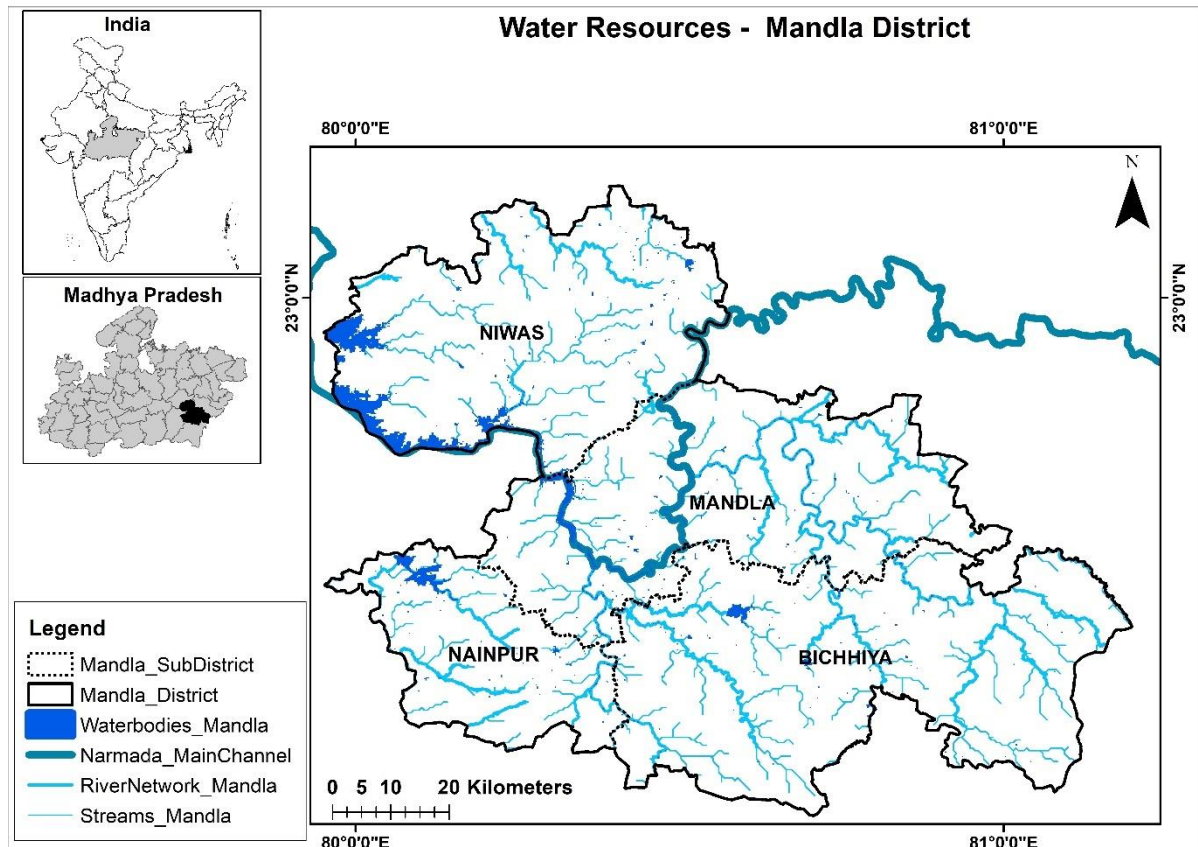 India
Water Resources - Mandla District
Madhya Pradesh
80°0'0"E
81°0'0"E
N
23°0'0"N
23°0'0"N
NIWAS
MANDLA
NAINPUR
BICHHIYA
Legend
Mandla_SubDistrict
Mandla_District
Waterbodies_Mandla
Narmada_MainChannel
RiverNetwork_Mandla
Streams_Mandla
0 5 10 20 Kilometers
80°0'0"E
81°0'0"E